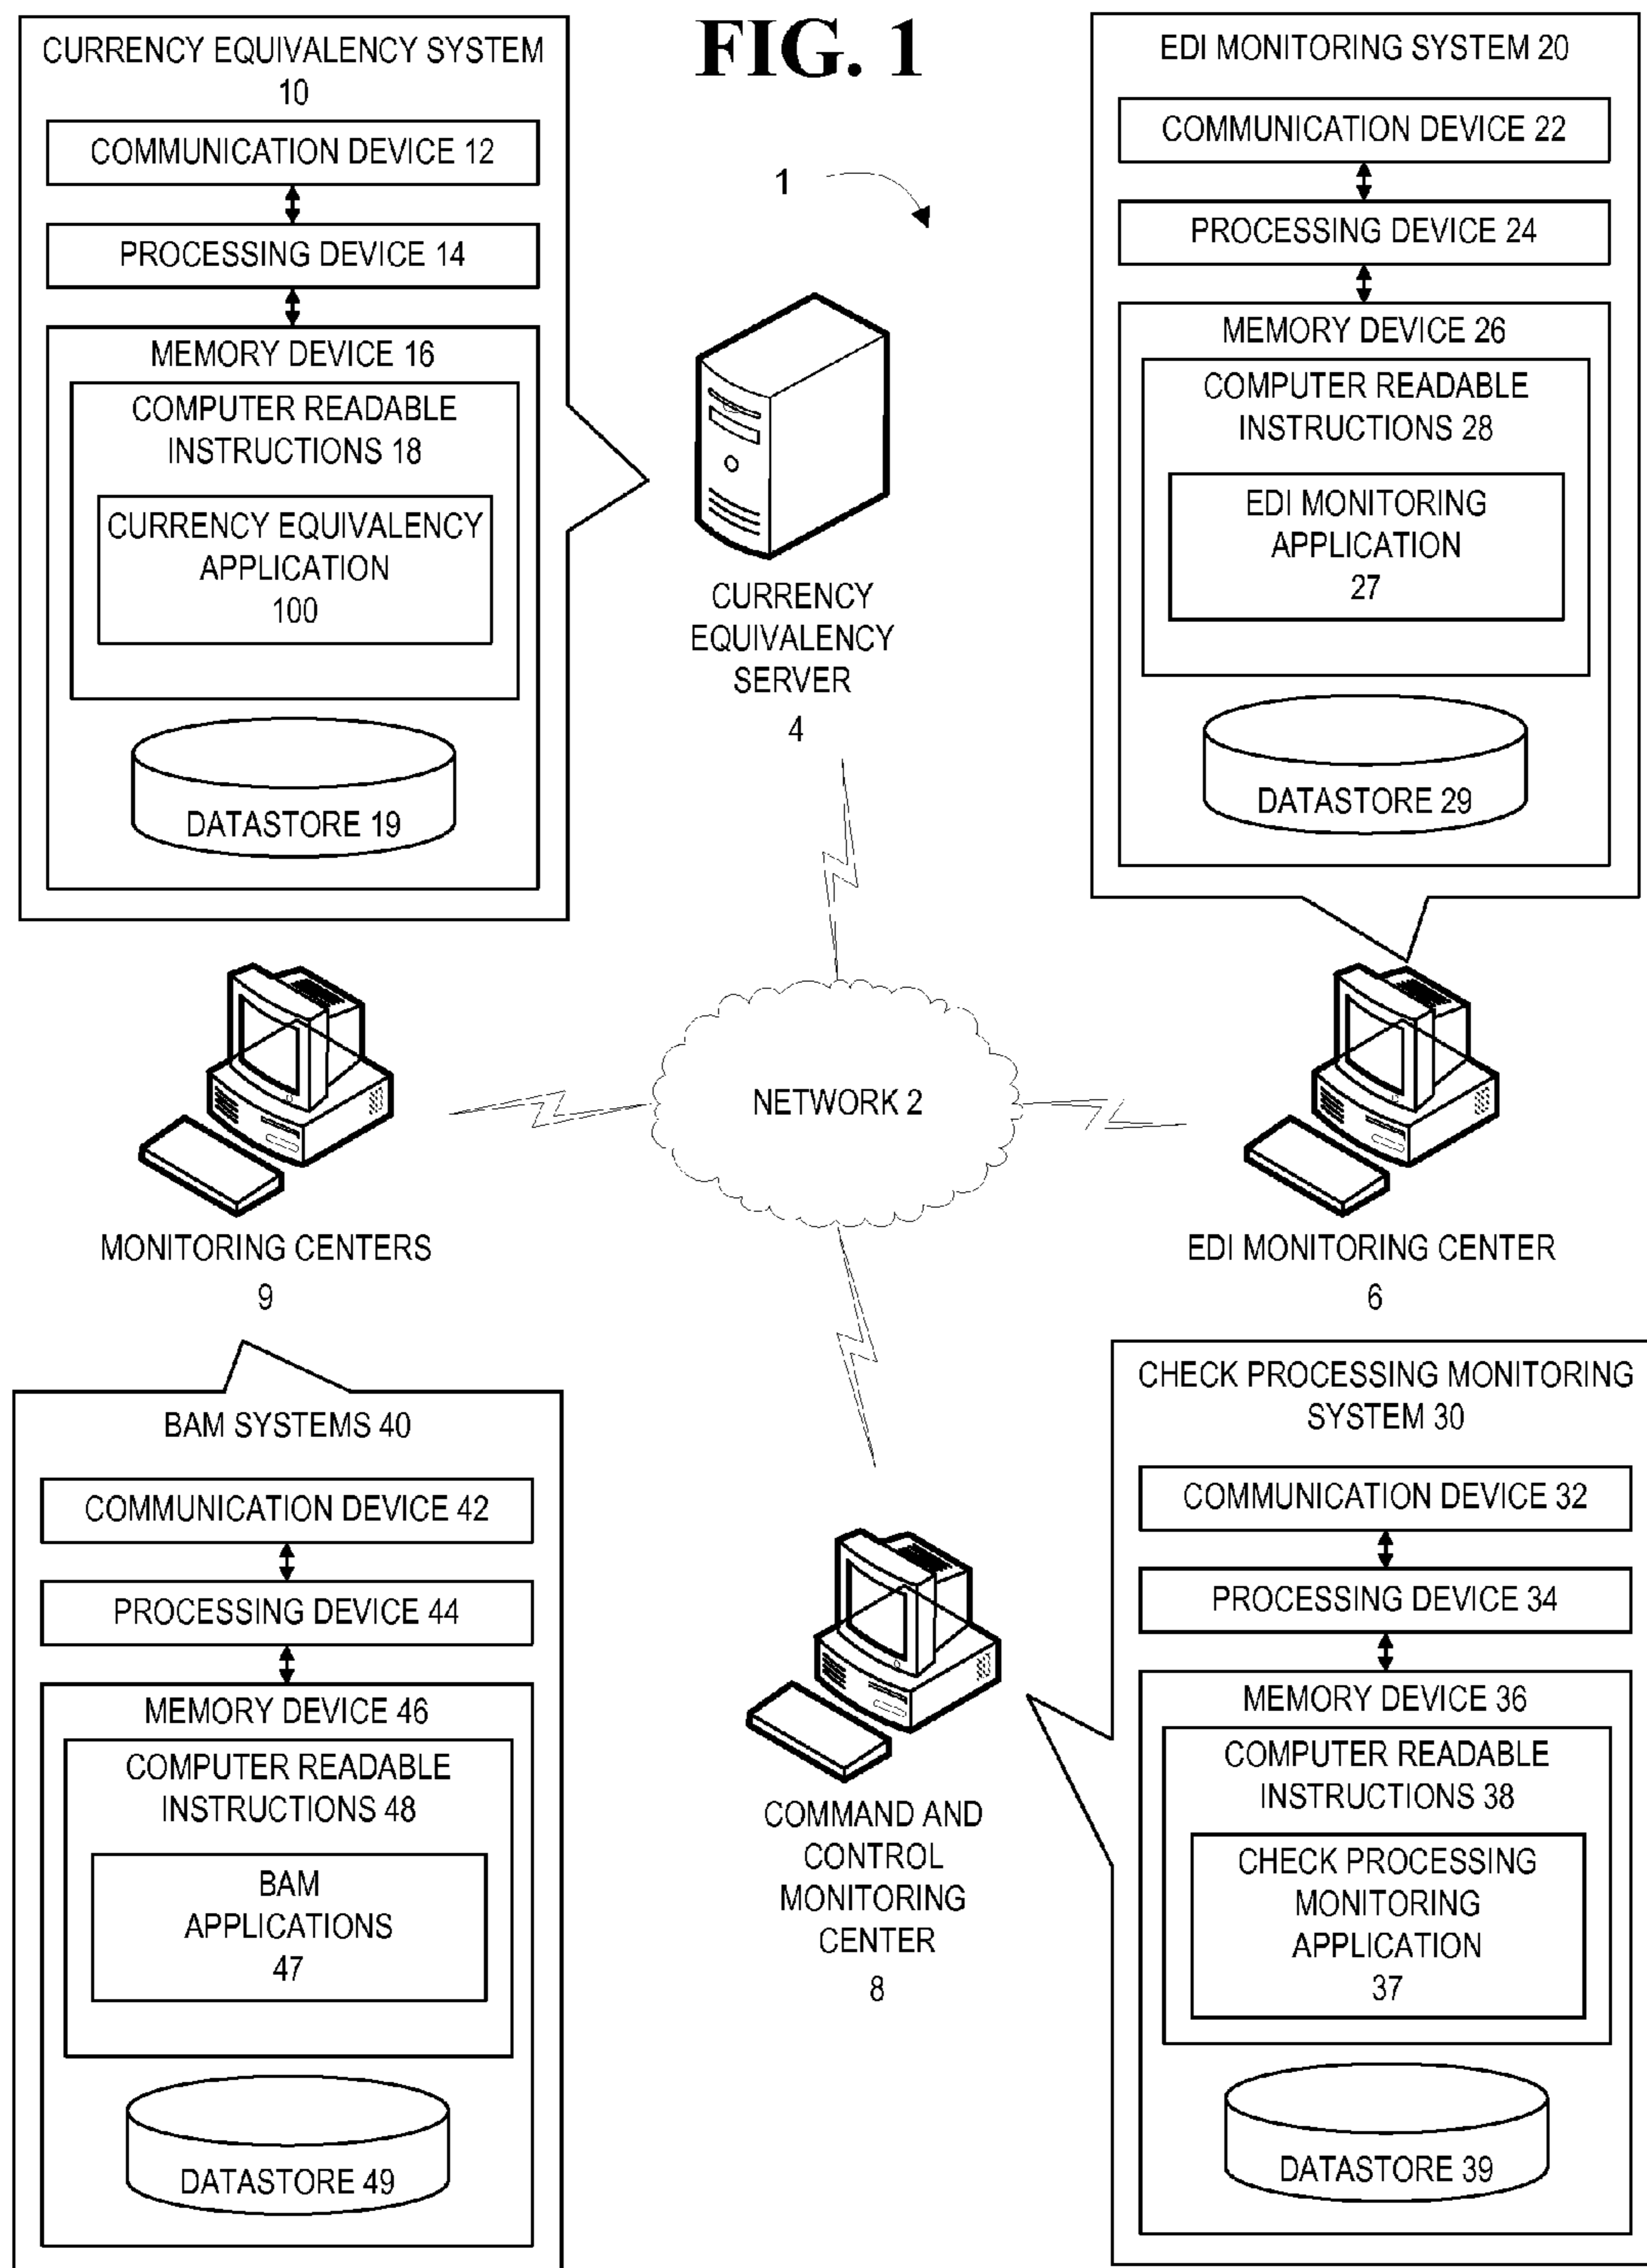 FIG. 1
CURRENCY EQUIVALENCY SYSTEM
10
COMMUNICATION DEVICE 12
PROCESSING DEVICE 14
MEMORY DEVICE 16
COMPUTER READABLE
INSTRUCTIONS 18
CURRENCY EQUIVALENCY
APPLICATION
100
DATASTORE 19
1
CURRENCY
EQUIVALENCY
SERVER
4
EDI MONITORING SYSTEM 20
COMMUNICATION DEVICE 22
PROCESSING DEVICE 24
MEMORY DEVICE 26
COMPUTER READABLE
INSTRUCTIONS 28
EDI MONITORING
APPLICATION
27
DATASTORE 29
MONITORING CENTERS
9
NETWORK 2
EDI MONITORING CENTER
6
BAM SYSTEMS 40
COMMUNICATION DEVICE 42
PROCESSING DEVICE 44
MEMORY DEVICE 46
COMPUTER READABLE
INSTRUCTIONS 48
BAM
APPLICATIONS
47
DATASTORE 49
COMMAND AND
CONTROL
MONITORING
CENTER
8
CHECK PROCESSING MONITORING
SYSTEM 30
COMMUNICATION DEVICE 32
PROCESSING DEVICE 34
MEMORY DEVICE 36
COMPUTER READABLE
INSTRUCTIONS 38
CHECK PROCESSING
MONITORING
APPLICATION
37
DATASTORE 39